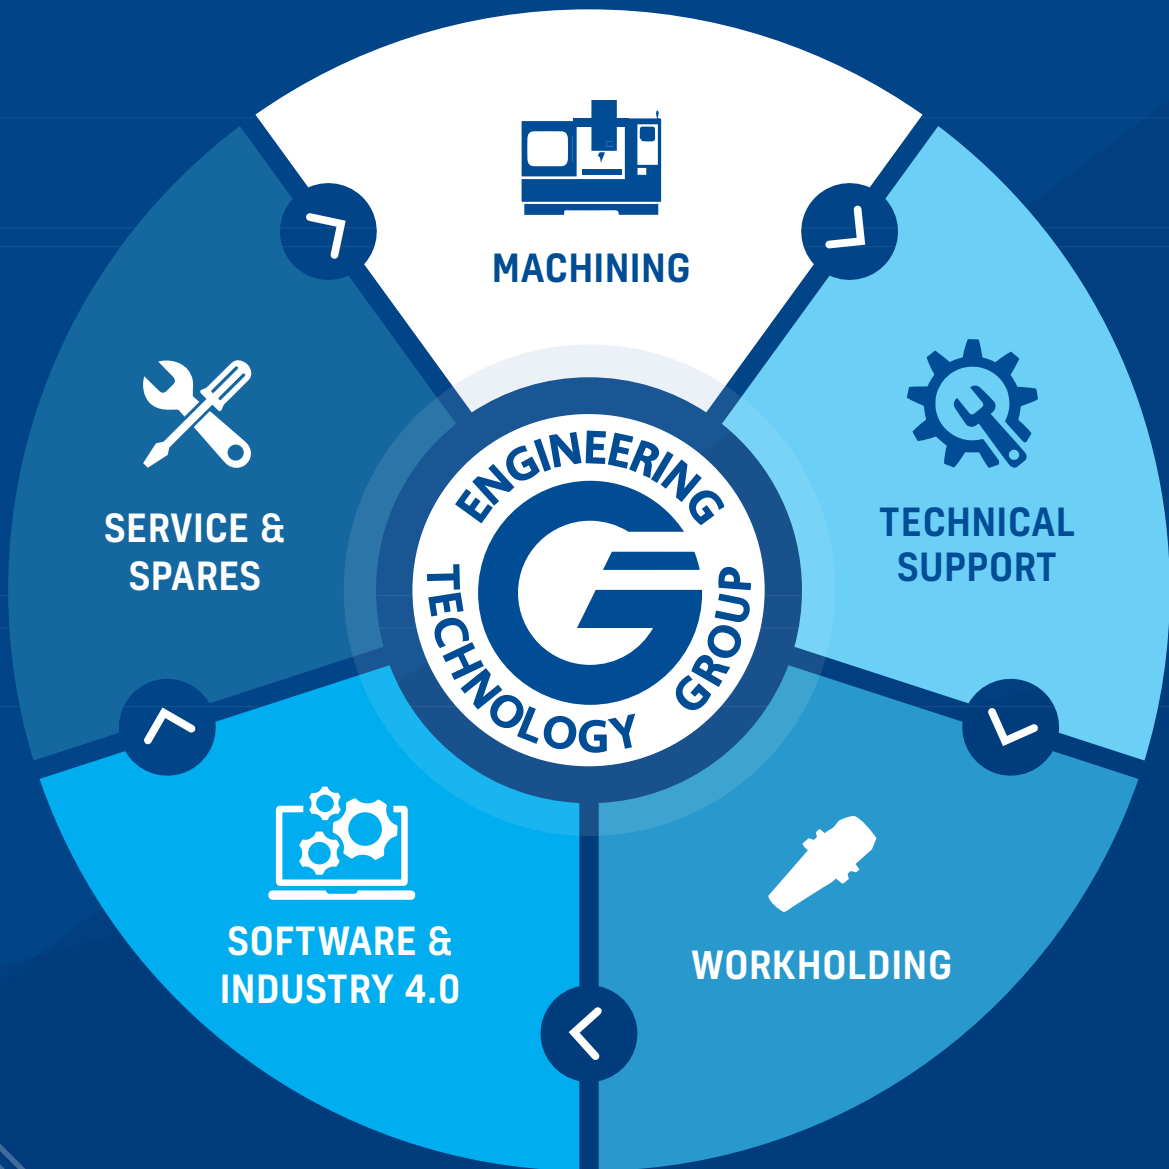 MACHINING
TECHNICAL
SUPPORT
WORKHOLDING
SOFTWARE &
INDUSTRY 4.0
SERVICE &
SPARES
ENGINEERING
TECHNOLOGY
GROUP